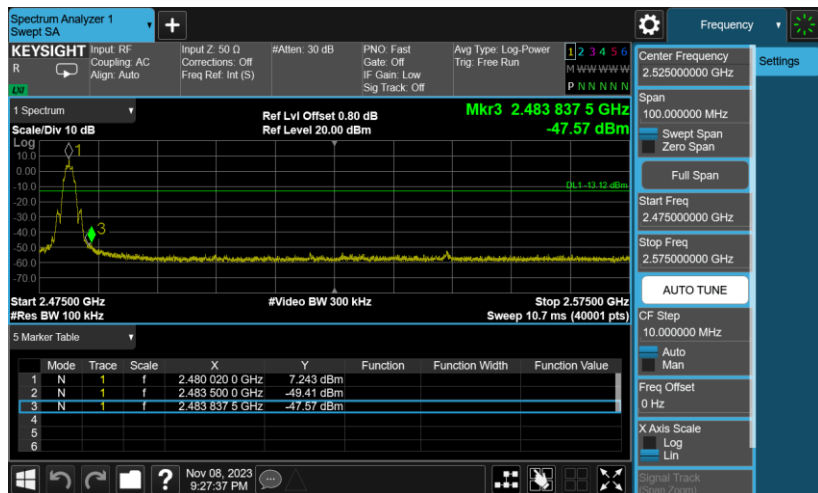 Spectrum Analyzer 1
Swept SA
+
Frequency
KEYSIGHT
R
LXI
Input: RF
Coupling: AC
Align: Auto
Input Z: 50 Ω
Corrections: Off
Freq Ref: Int (S)
#Atten: 30 dB
PNO: Fast
Gate: Off
IF Gain: Low
Sig Track: Off
Avg Type: Log-Power
Trig: Free Run
1 2 3 4 5 6
M W W W W W
P N N N N N
1 Spectrum
Scale/Div 10 dB
Ref Lvl Offset 0.80 dB
Ref Level 20.00 dBm
Mkr3 2.483 837 5 GHz
-47.57 dBm
Log
10.0
0.00
-10.0
-20.0
-30.0
-40.0
-50.0
-60.0
-70.0
1
3
DL1 -13.12 dBm
Start 2.47500 GHz
#Res BW 100 kHz
#Video BW 300 kHz
Stop 2.57500 GHz
Sweep 10.7 ms (40001 pts)
5 Marker Table
Mode Trace Scale X Y Function Function Width Function Value
1 N 1 f 2.480 020 0 GHz 7.243 dBm
2 N 1 f 2.483 500 0 GHz -49.41 dBm
3 N 1 f 2.483 837 5 GHz -47.57 dBm
4
5
6
?
Nov 08, 2023
9:27:37 PM
Center Frequency
2.525000000 GHz
Span
100.000000 MHz
Swept Span
Zero Span
Full Span
Start Freq
2.475000000 GHz
Stop Freq
2.575000000 GHz
AUTO TUNE
CF Step
10.000000 MHz
Auto
Man
Freq Offset
0 Hz
X Axis Scale
Log
Lin
Signal Track
(Span Zoom)
Settings